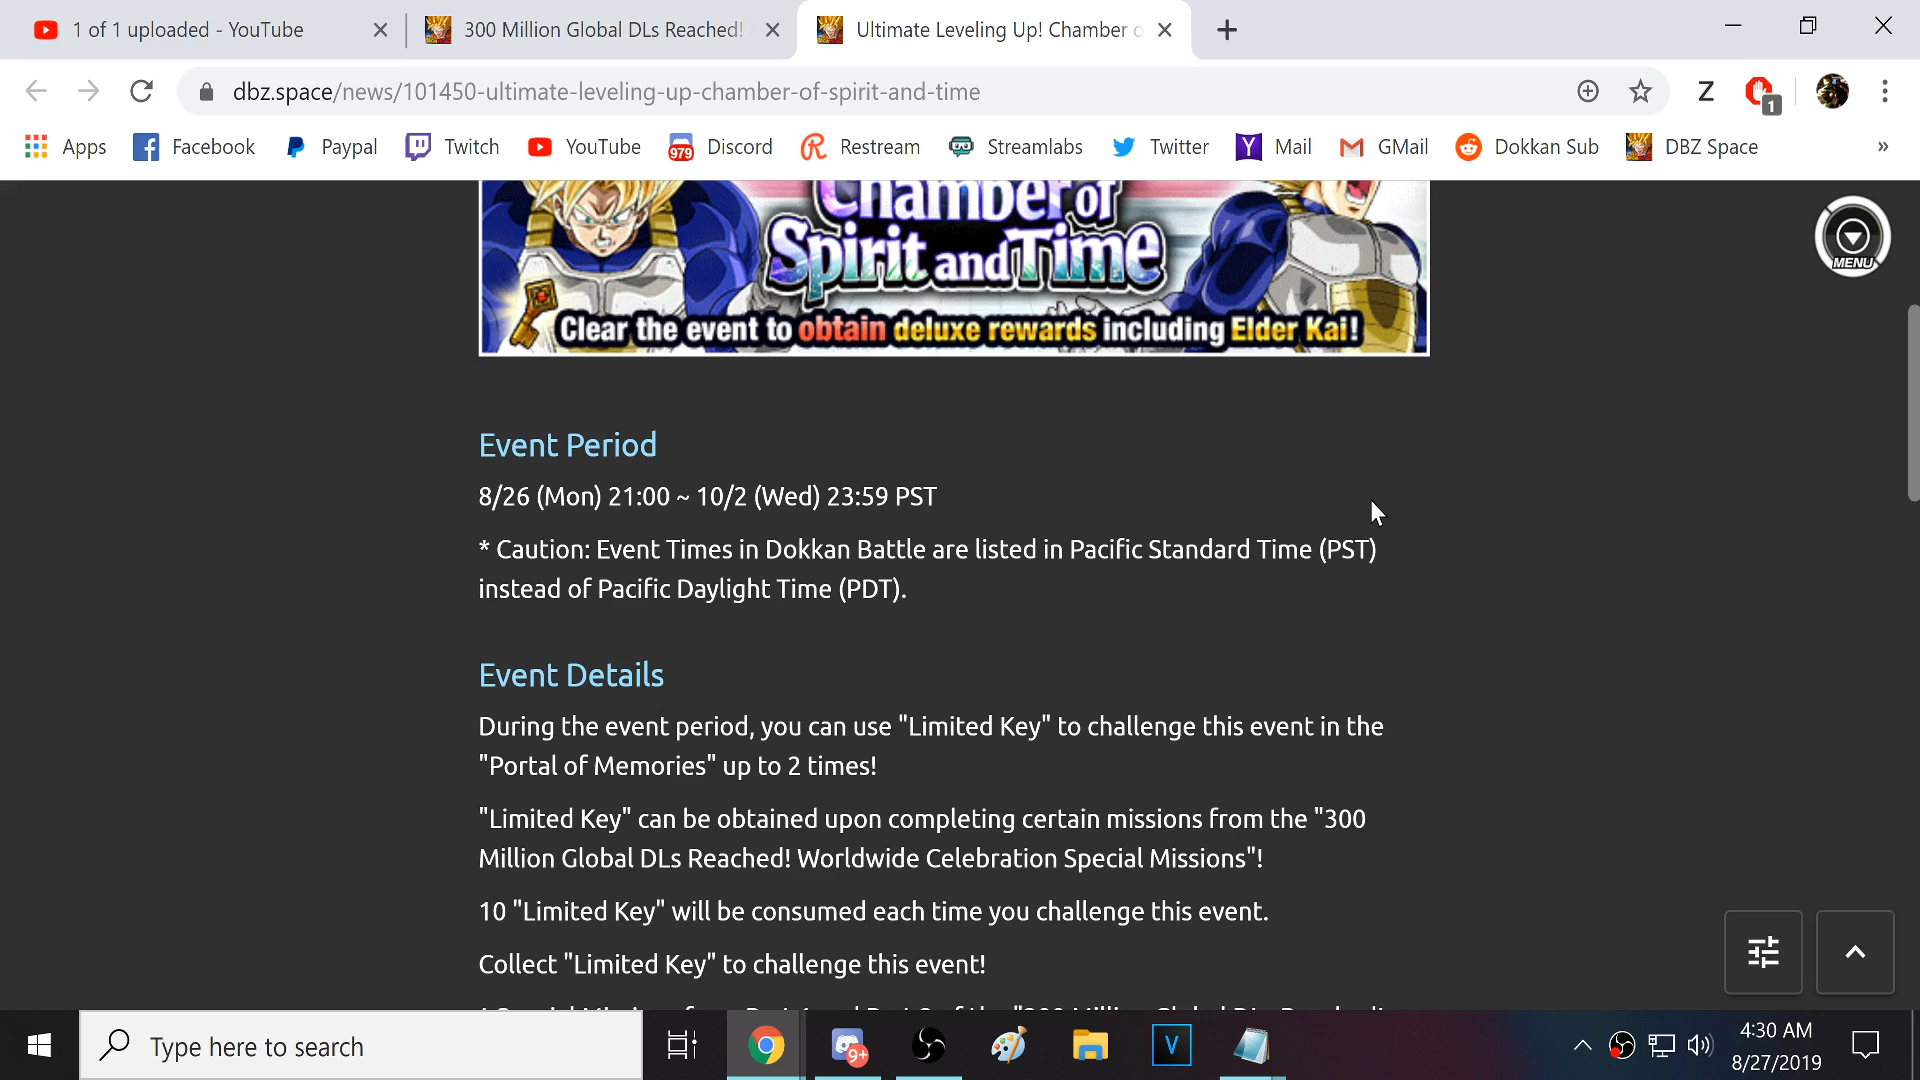 1 of 1 uploaded - YouTube
300 Million Global DLs Reached!
Ultimate Leveling Up! Chamber o
dbz.space/news/101450-ultimate-leveling-up-chamber-of-spirit-and-time
Z
1
Apps
Facebook
Paypal
Twitch
YouTube
979
Discord
Restream
Streamlabs
Twitter
Mail
GMail
Dokkan Sub
DBZ Space
»
Chamber of
Spirit and Time
Clear the event to obtain deluxe rewards including Elder Kai!
MENU
Event Period
8/26 (Mon) 21:00 ~ 10/2 (Wed) 23:59 PST
* Caution: Event Times in Dokkan Battle are listed in Pacific Standard Time (PST)
instead of Pacific Daylight Time (PDT).
Event Details
During the event period, you can use "Limited Key" to challenge this event in the
"Portal of Memories" up to 2 times!
"Limited Key" can be obtained upon completing certain missions from the "300
Million Global DLs Reached! Worldwide Celebration Special Missions"!
10 "Limited Key" will be consumed each time you challenge this event.
Collect "Limited Key" to challenge this event!
Type here to search
9+
V
4:30 AM
8/27/2019